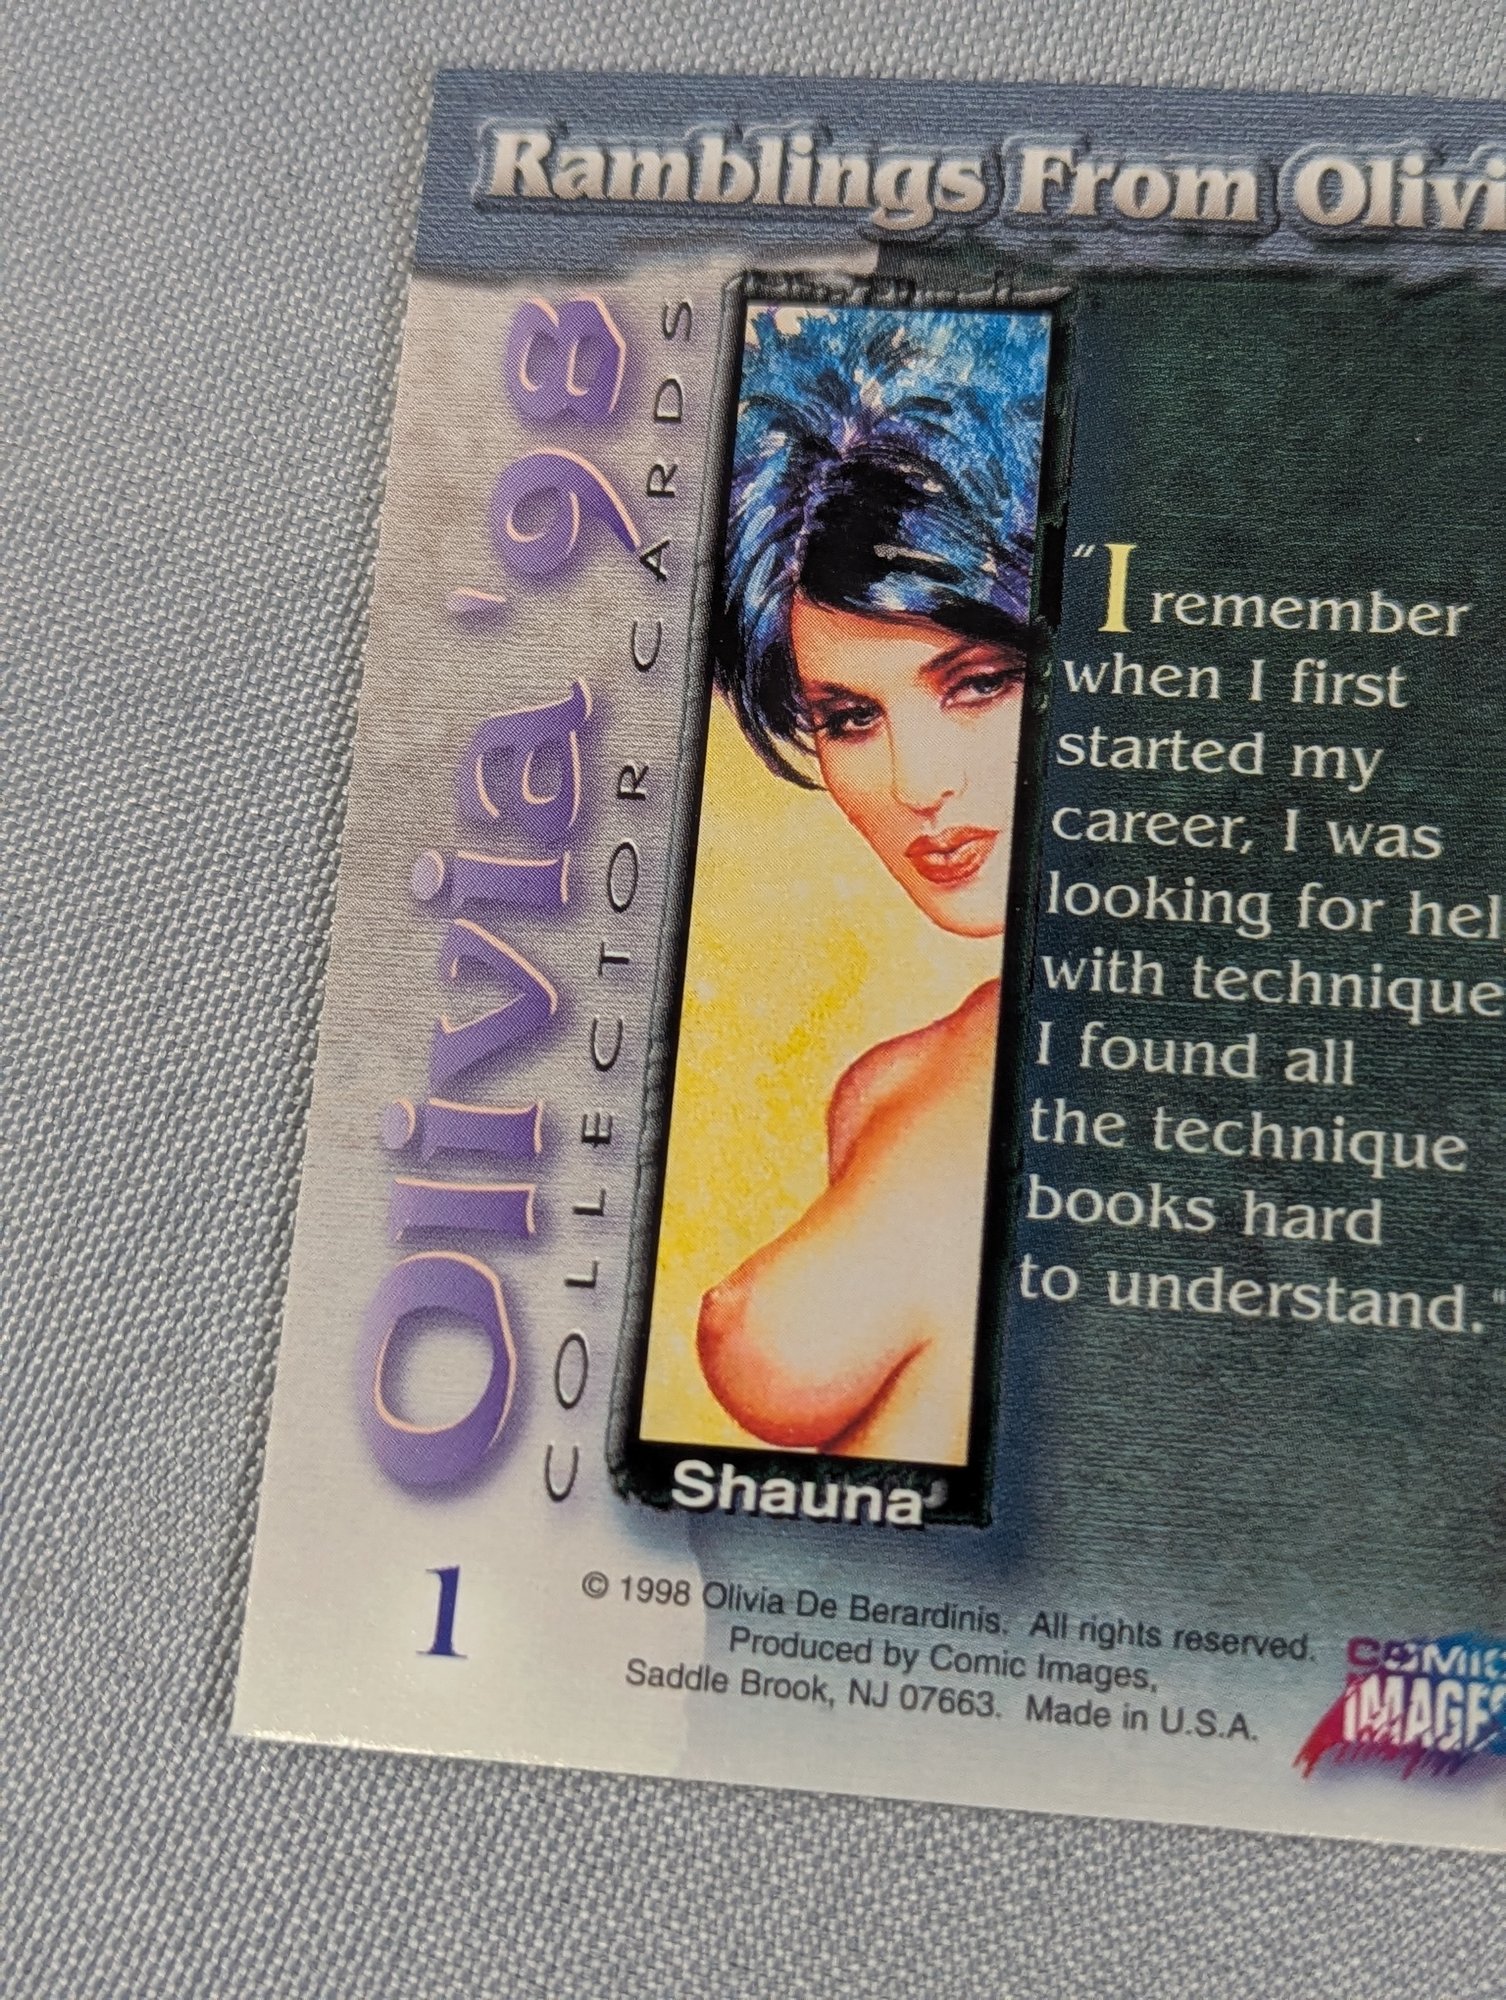 Ramblings From Olivi
Olivia '98
COLLECTOR CARDS
"I remember
when I first
started my
career, I was
looking for hel
with technique
I found all
the technique
books hard
to understand."
Shauna
1
© 1998 Olivia De Berardinis. All rights reserved.
Produced by Comic Images,
Saddle Brook, NJ 07663. Made in U.S.A.
COMIC
IMAGES